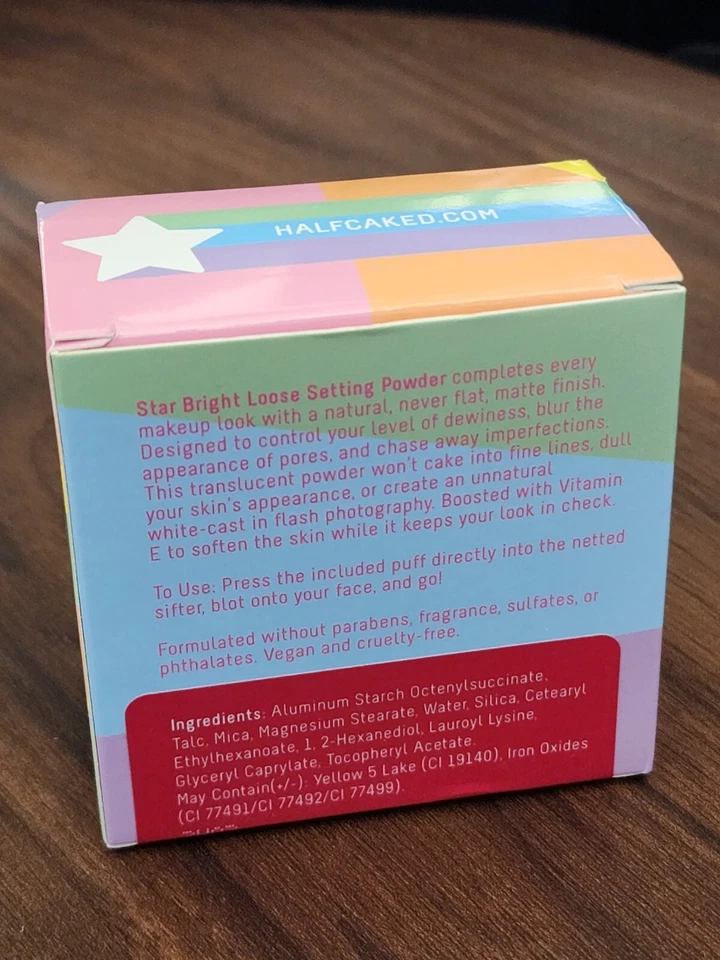 HALFCAKED.COM
Star Bright Loose Setting Powder completes every
makeup look with a natural, never flat, matte finish.
Designed to control your level of dewiness, blur the
appearance of pores, and chase away imperfections.
This translucent powder won't cake into fine lines, dull
your skin's appearance, or create an unnatural
white-cast in flash photography. Boosted with Vitamin
E to soften the skin while it keeps your look in check.
To Use: Press the included puff directly into the netted
sifter, blot onto your face, and go!
Formulated without parabens, fragrance, sulfates, or
phthalates. Vegan and cruelty-free.
Ingredients: Aluminum Starch Octenylsuccinate,
Talc, Mica, Magnesium Stearate, Water, Silica, Cetearyl
Ethylhexanoate, 1, 2-Hexanediol, Lauroyl Lysine,
Glyceryl Caprylate, Tocopheryl Acetate.
May Contain(+/-): Yellow 5 Lake (CI 19140), Iron Oxides
(CI 77491/CI 77492/CI 77499).